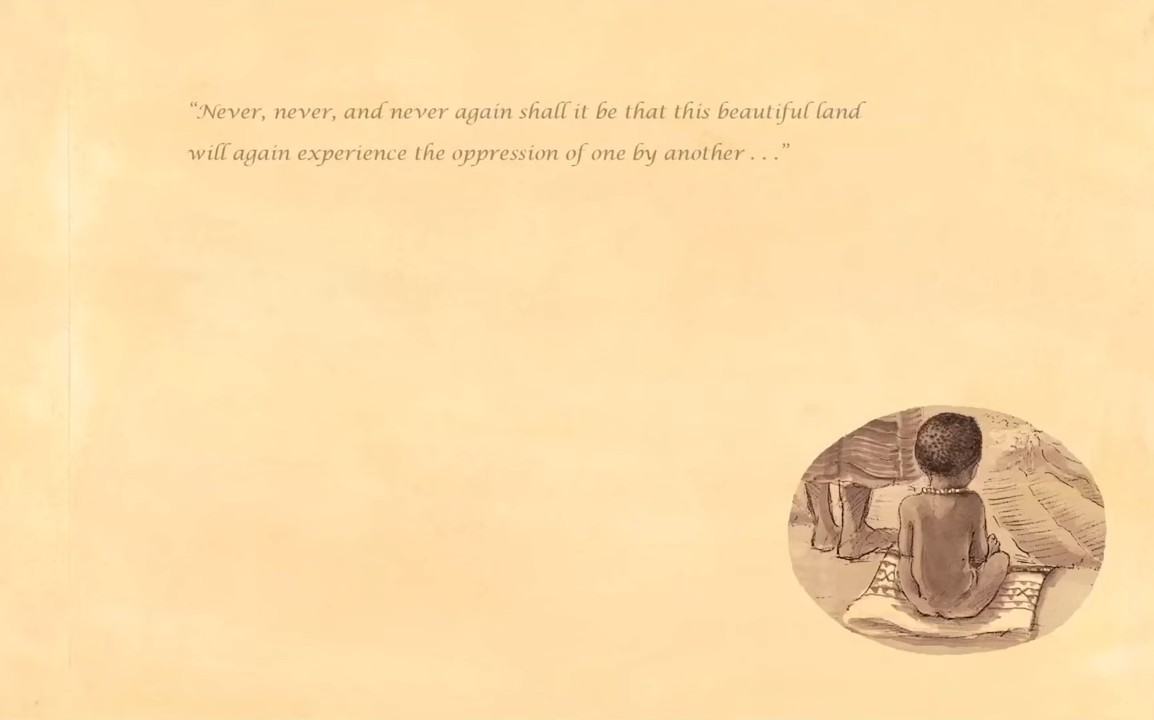 “Never, never, and never again shall it be that this beautiful land
will again experience the oppression of one by another . . .”